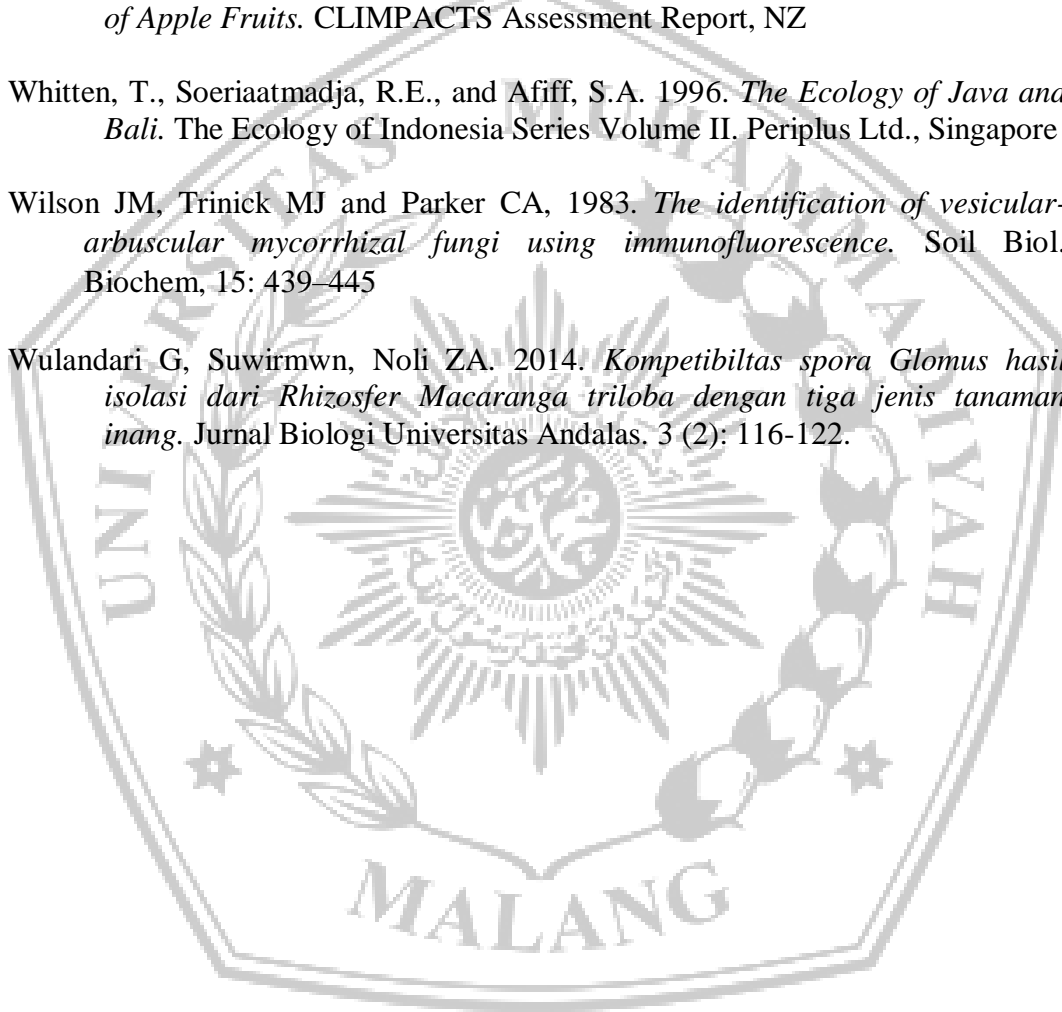 of Apple Fruits. CLIMPACTS Assessment Report, NZ
Whitten, T., Soeriaatmadja, R.E., and Afiff, S.A. 1996. The Ecology of Java and
Bali. The Ecology of Indonesia Series Volume II. Periplus Ltd., Singapore
Wilson JM, Trinick MJ and Parker CA, 1983. The identification of vesicular-
arbuscular mycorrhizal fungi using immunofluorescence. Soil Biol.
Biochem, 15: 439–445
Wulandari G, Suwirmwn, Noli ZA. 2014. Kompetibiltas spora Glomus hasil
isolasi dari Rhizosfer Macaranga triloba dengan tiga jenis tanaman
inang. Jurnal Biologi Universitas Andalas. 3 (2): 116-122.
UNIVERSITAS MUHAMMADIYAH
MALANG